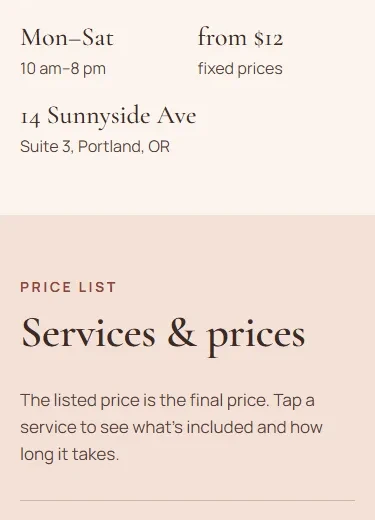 Mon–Sat
from $12
10 am–8 pm
fixed prices
14 Sunnyside Ave
Suite 3, Portland, OR
PRICE LIST
Services & prices
The listed price is the final price. Tap a
service to see what's included and how
long it takes.